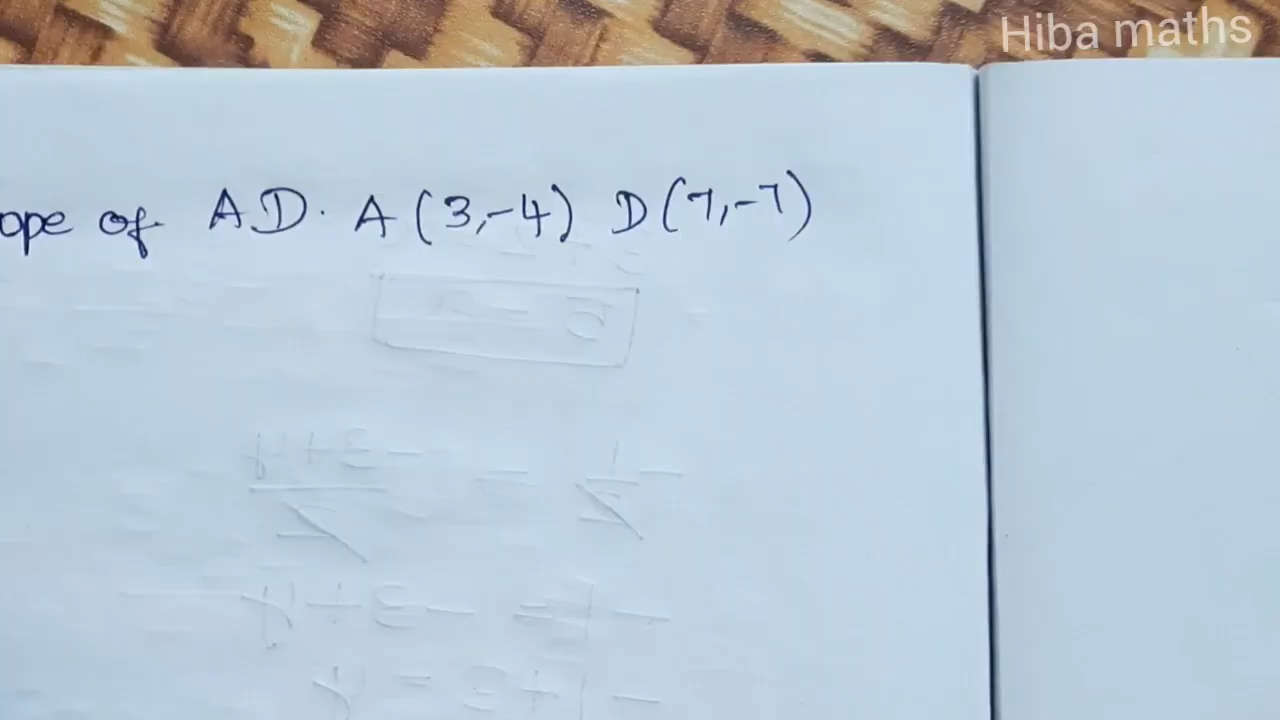 Hiba maths
ope of AD. A (3,-4) D (7,-7)